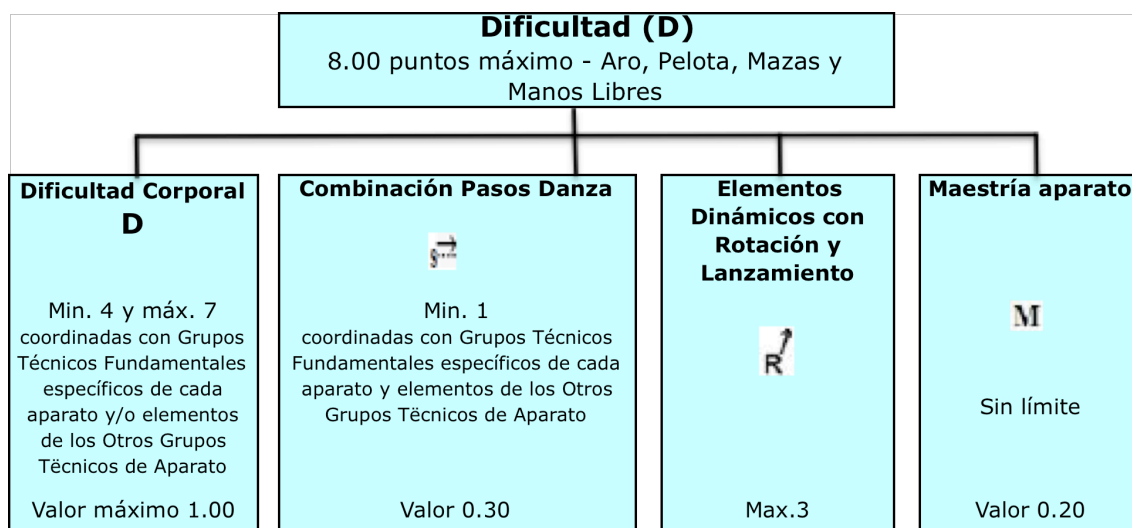 Dificultad (D)
8.00 puntos máximo - Aro, Pelota, Mazas y
Manos Libres
Dificultad Corporal
D
Min. 4 y máx. 7
coordinadas con Grupos
Técnicos Fundamentales
específicos de cada
aparato y/o elementos
de los Otros Grupos
Tëcnicos de Aparato
Valor máximo 1.00
Combinación Pasos Danza
Min. 1
coordinadas con Grupos Técnicos
Fundamentales específicos de cada
aparato y elementos de los Otros
Grupos Tëcnicos de Aparato
Valor 0.30
Elementos
Dinámicos con
Rotación y
Lanzamiento
R
Max.3
Maestría aparato
M
Sin límite
Valor 0.20